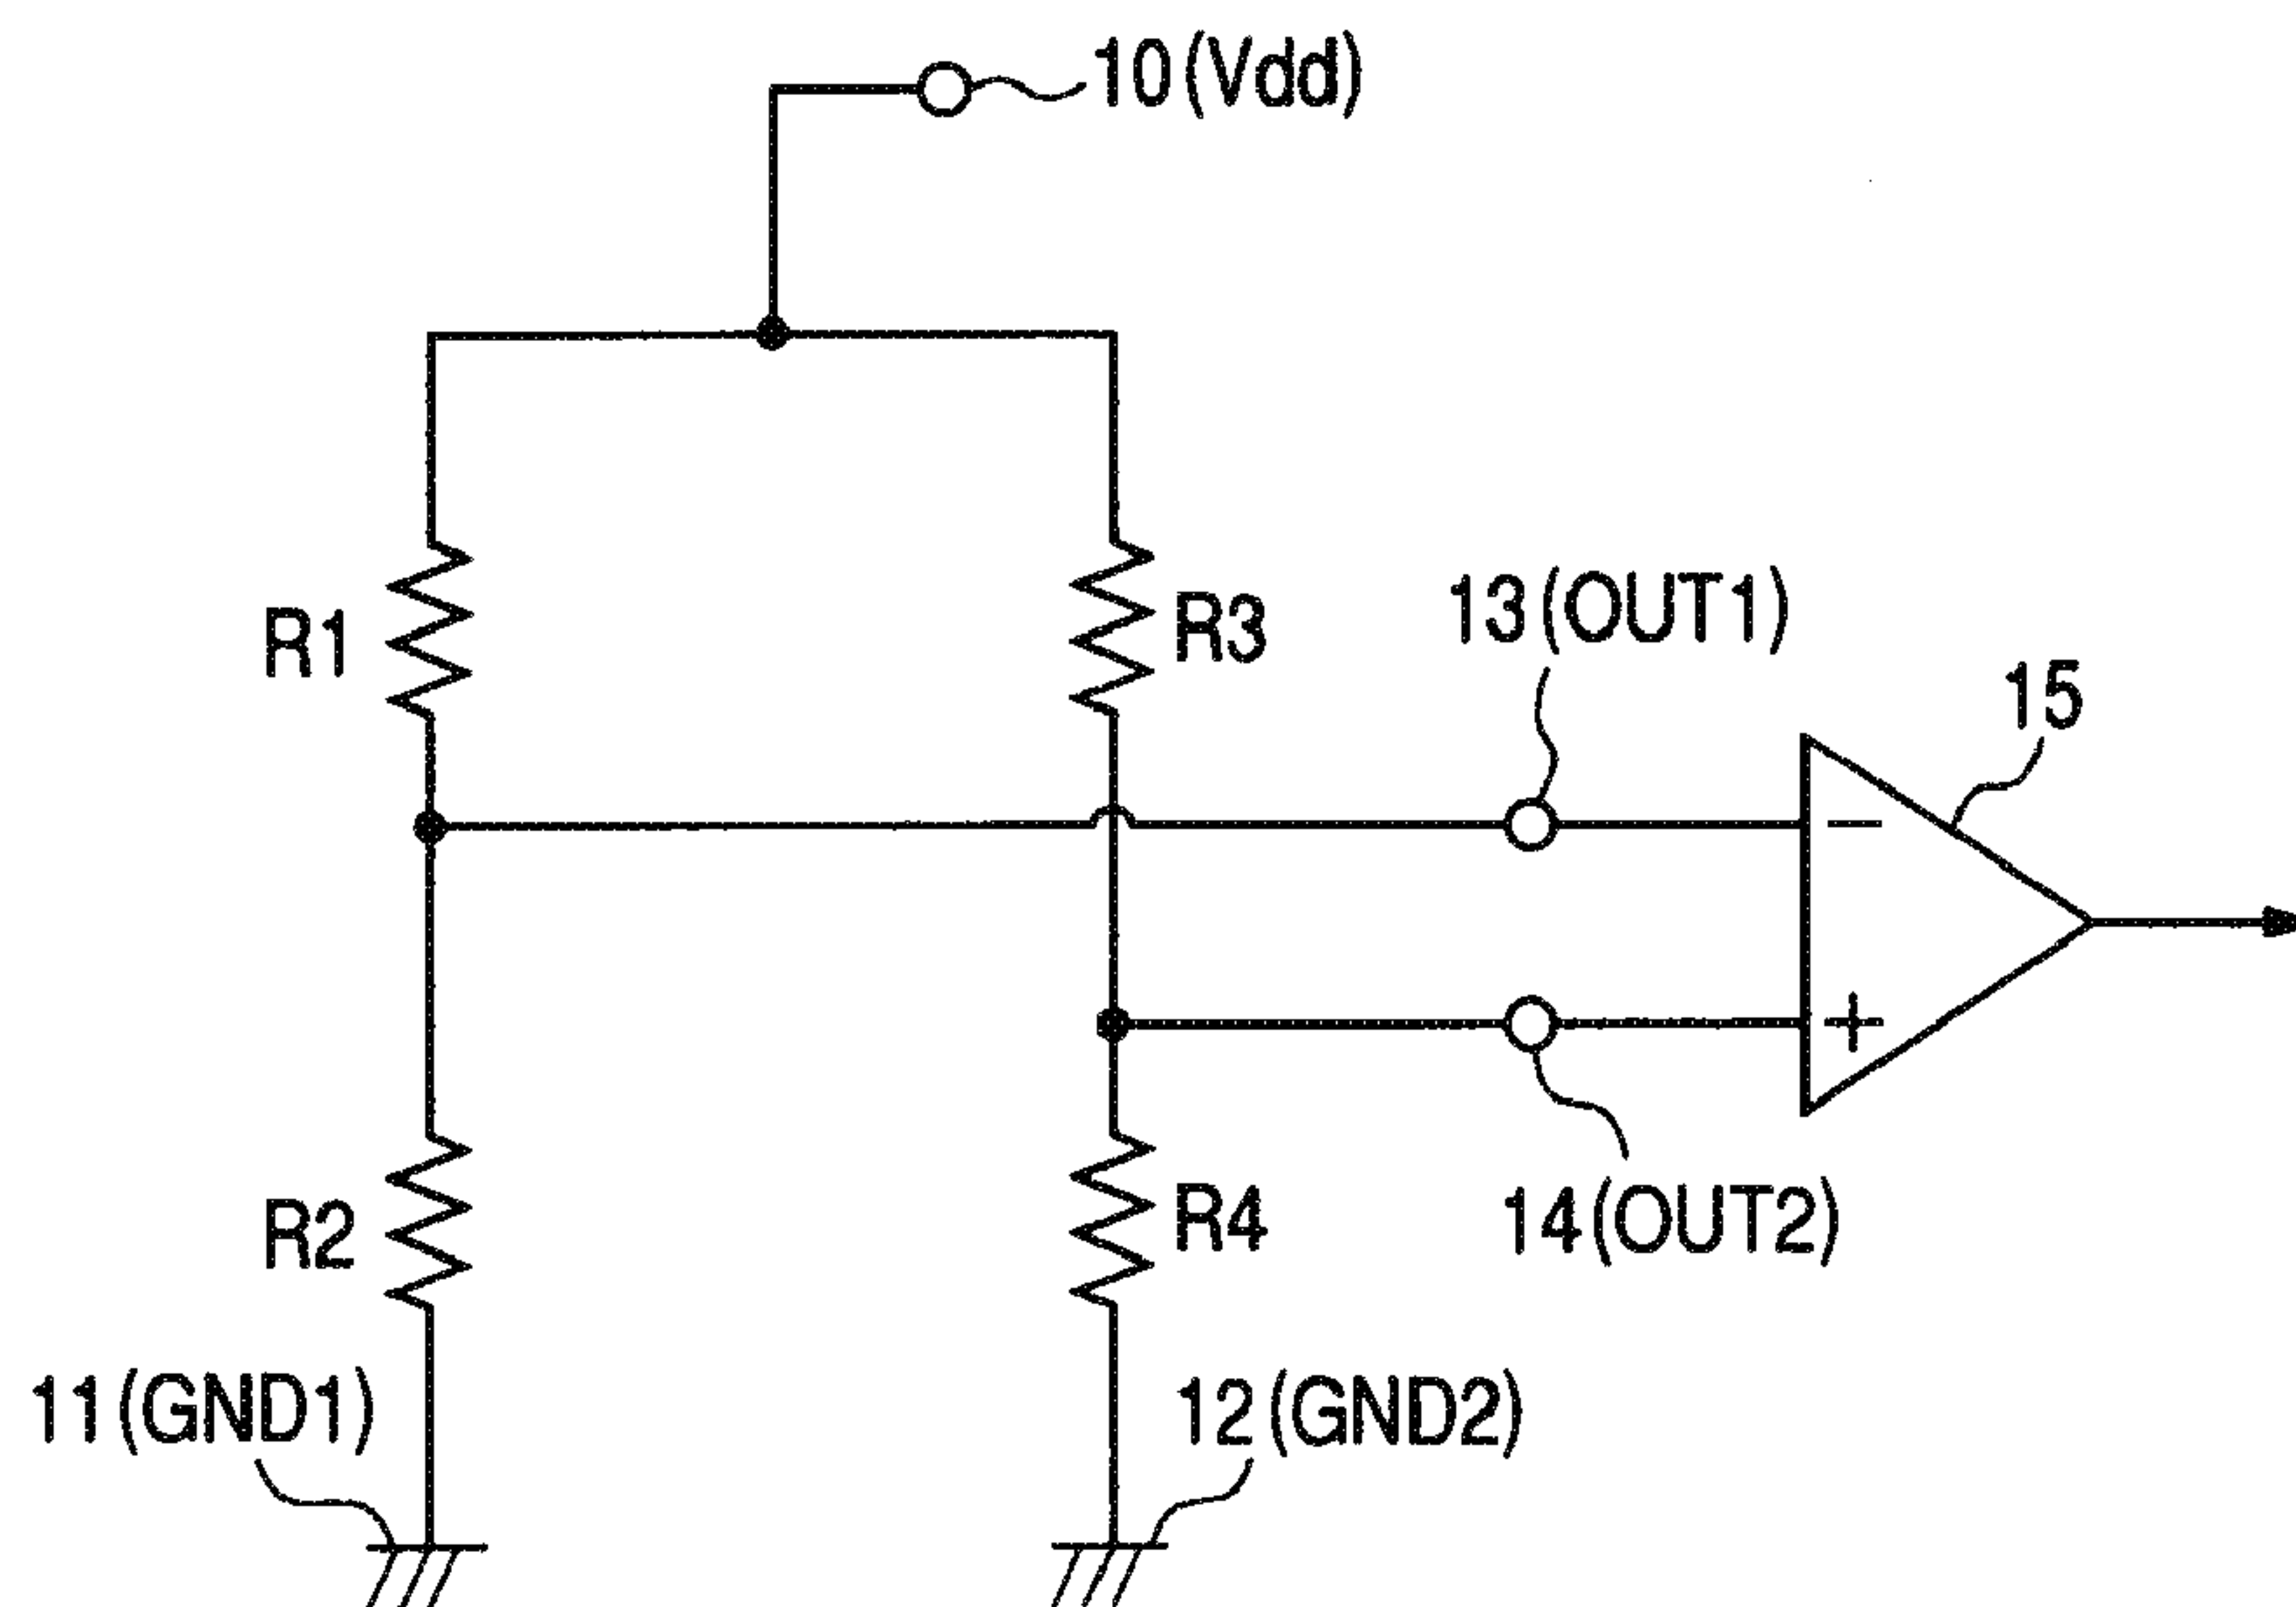 10(Vdd)
R1
R3
13(OUT1)
15
−
+
R2
R4
14(OUT2)
11(GND1)
12(GND2)